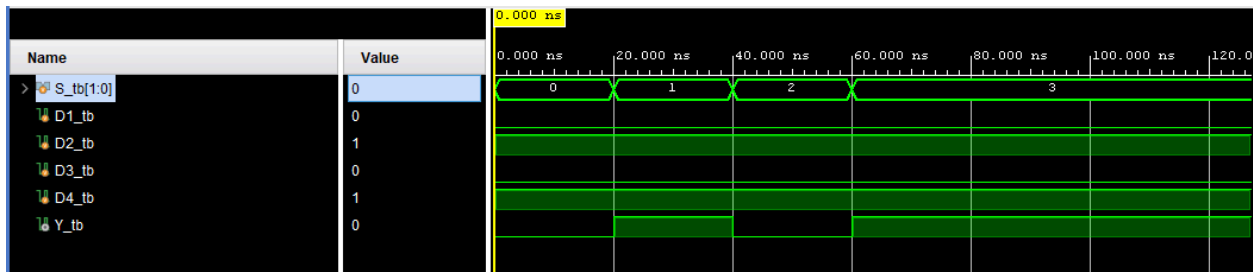 0.000 ns
Name Value 0.000 ns 20.000 ns 40.000 ns 60.000 ns 80.000 ns 100.000 ns 120.0
S_tb[1:0] 0 0 1 2 3
D1_tb 0
D2_tb 1
D3_tb 0
D4_tb 1
Y_tb 0